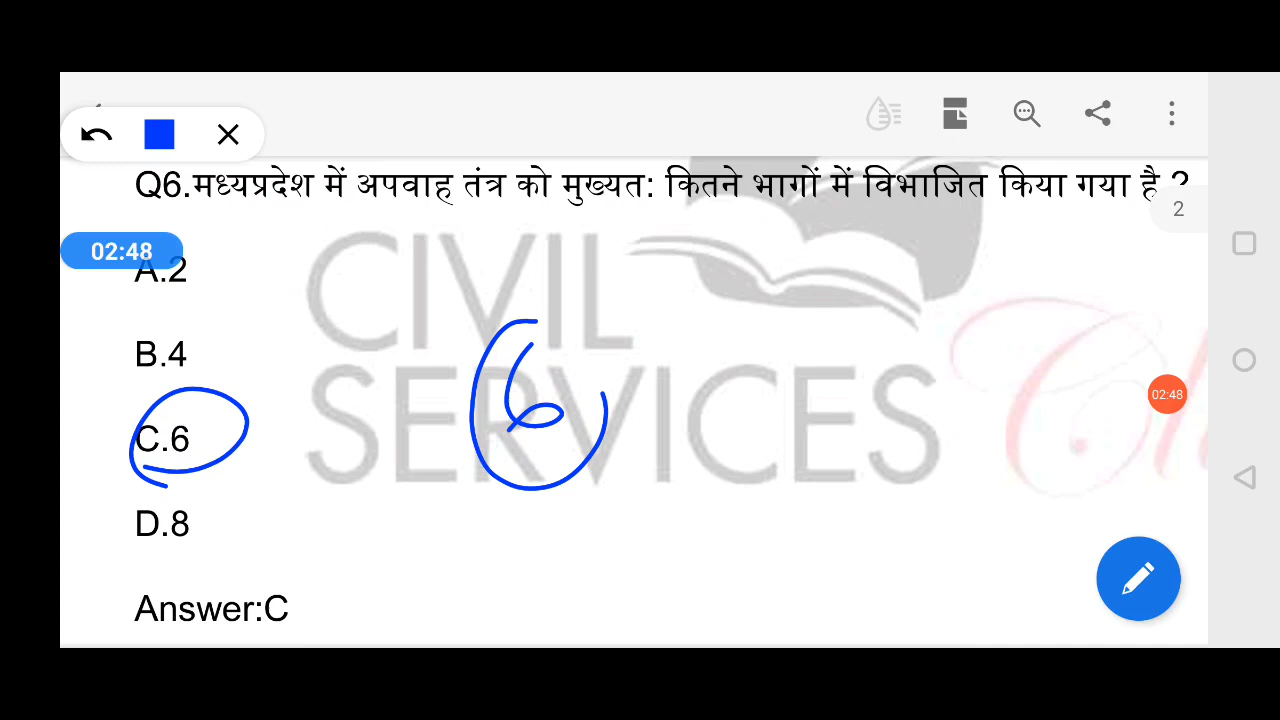 Q6.मध्यप्रदेश में अपवाह तंत्र को मुख्यत: कितने भागों में विभाजित किया गया है ?
2
02:48
A.2
CIVIL
B.4
SERVICES
6
02:48
C.6
D.8
Answer:C